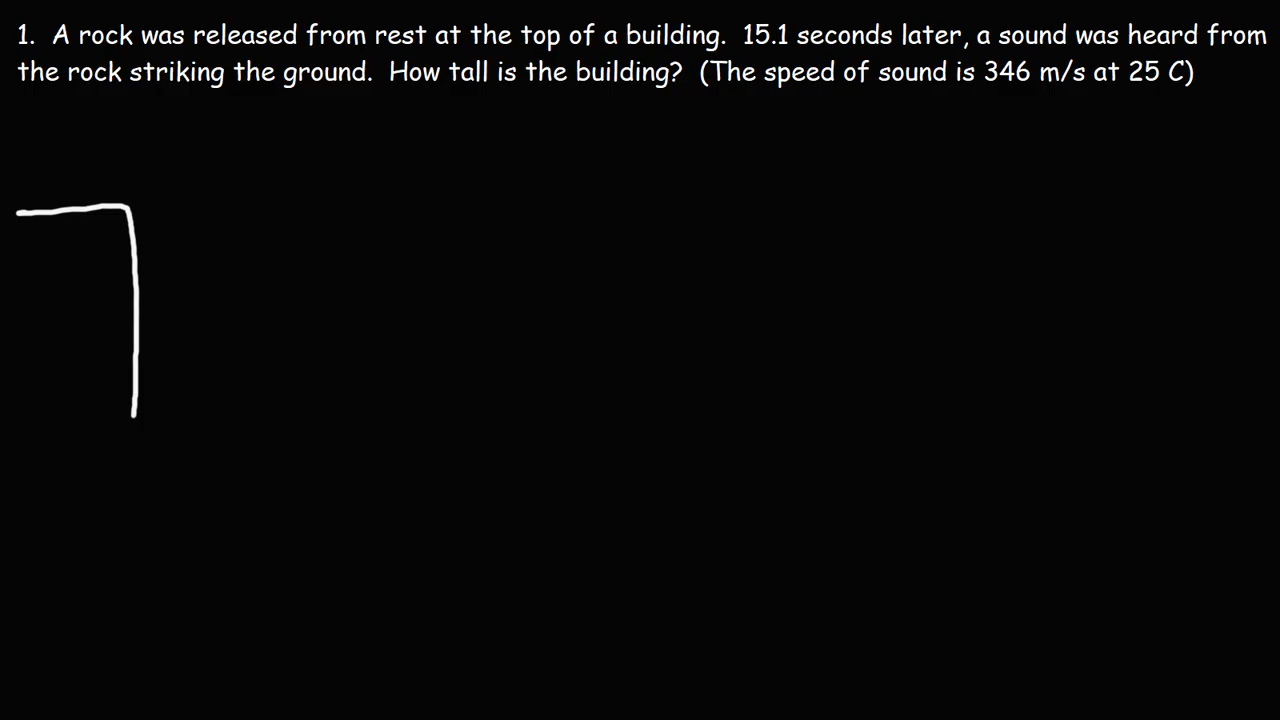 1. A rock was released from rest at the top of a building. 15.1 seconds later, a sound was heard from
the rock striking the ground. How tall is the building? (The speed of sound is 346 m/s at 25 C)